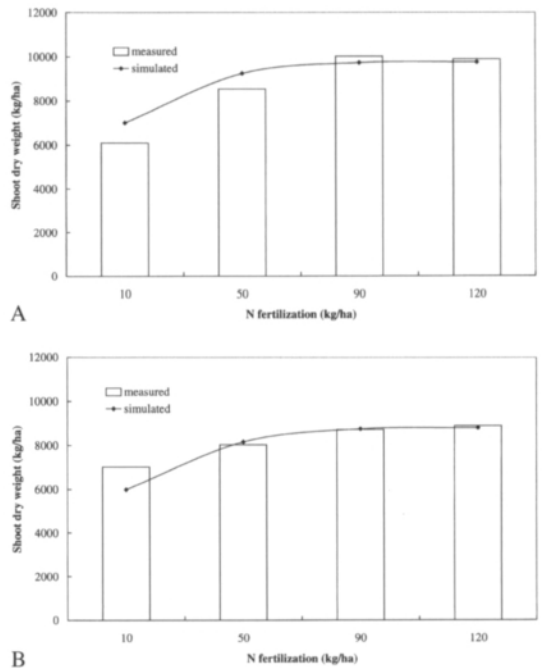 12000
10000
8000
6000
4000
2000
0
Shoot dry weight (kg/ha)
measured
simulated
10 50 90 120
N fertilization (kg/ha)
A
12000
10000
8000
6000
4000
2000
0
Shoot dry weight (kg/ha)
measured
simulated
10 50 90 120
N fertilization (kg/ha)
B